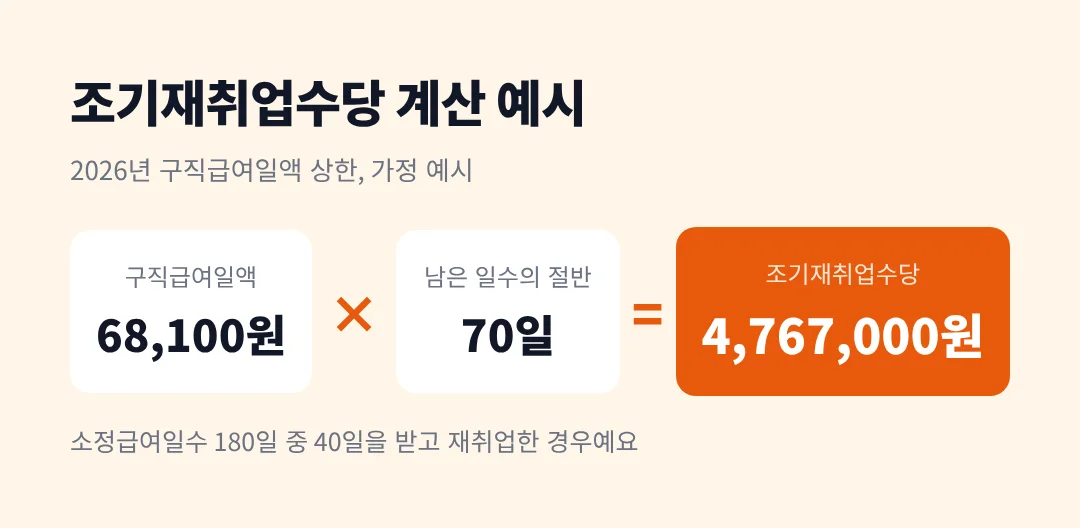 조기재취업수당 계산 예시
2026년 구직급여일액 상한, 가정 예시
구직급여일액
68,100원
×
남은 일수의 절반
70일
=
조기재취업수당
4,767,000원
소정급여일수 180일 중 40일을 받고 재취업한 경우예요